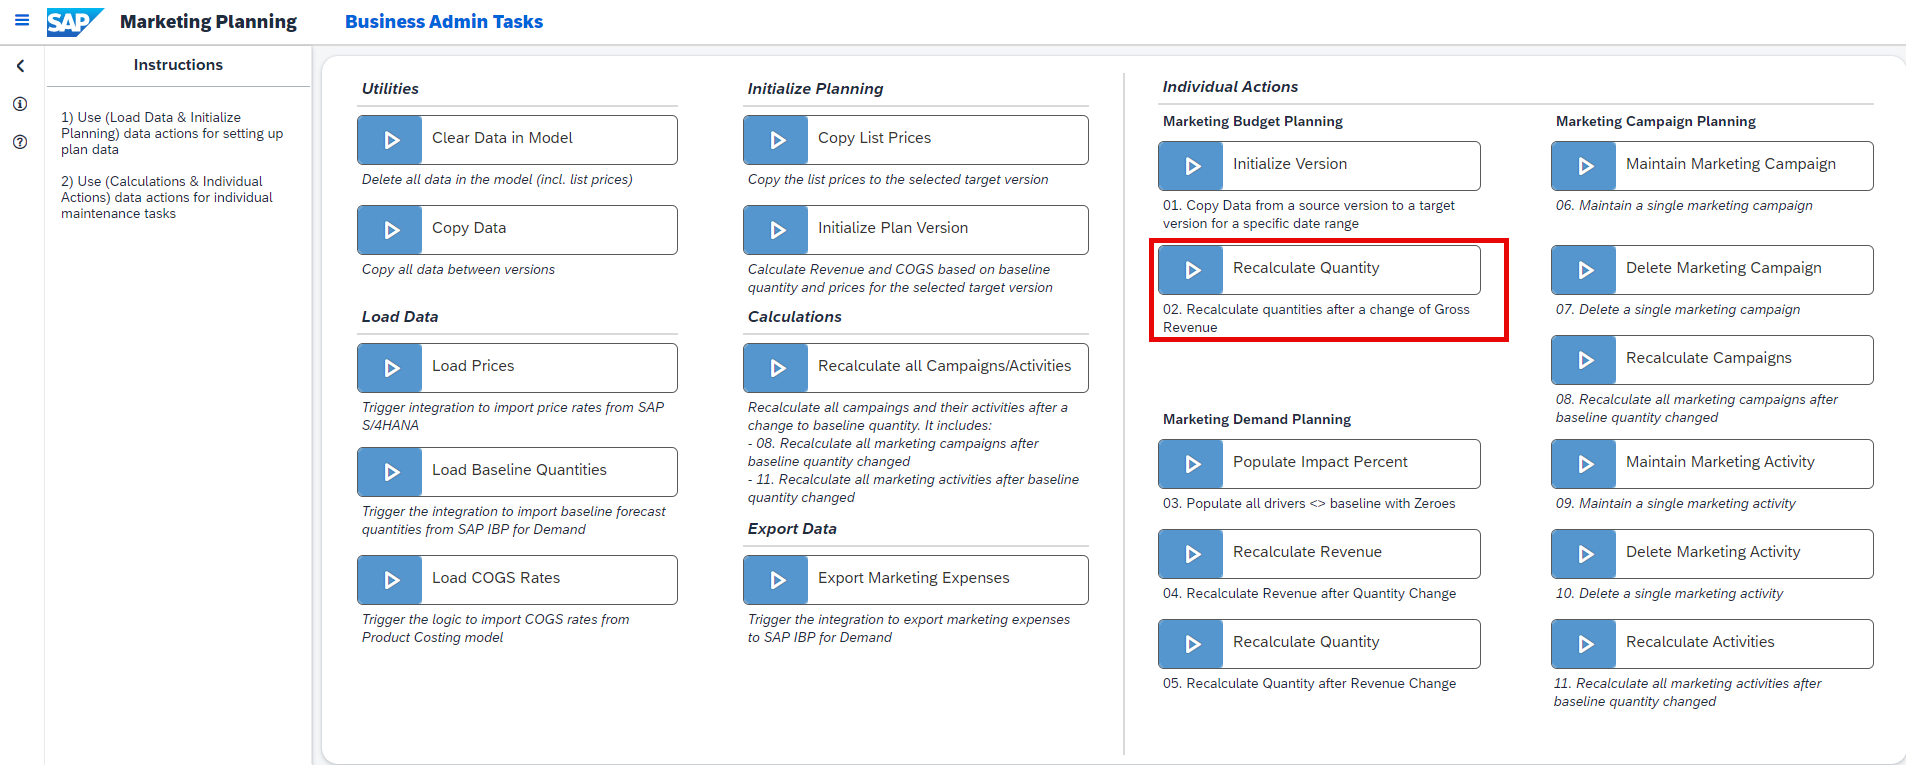 SAP Marketing Planning Business Admin Tasks
Instructions
1) Use (Load Data & Initialize
Planning) data actions for setting up
plan data
2) Use (Calculations & Individual
Actions) data actions for individual
maintenance tasks
Utilities
Clear Data in Model
Delete all data in the model (incl. list prices)
Copy Data
Copy all data between versions
Load Data
Load Prices
Trigger integration to import price rates from SAP
S/4HANA
Load Baseline Quantities
Trigger the integration to import baseline forecast
quantities from SAP IBP for Demand
Load COGS Rates
Trigger the logic to import COGS rates from
Product Costing model
Initialize Planning
Copy List Prices
Copy the list prices to the selected target version
Initialize Plan Version
Calculate Revenue and COGS based on baseline
quantity and prices for the selected target version
Calculations
Recalculate all Campaigns/Activities
Recalculate all campaings and their activities after a
change to baseline quantity. It includes:
- 08. Recalculate all marketing campaigns after
baseline quantity changed
- 11. Recalculate all marketing activities after baseline
quantity changed
Export Data
Export Marketing Expenses
Trigger the integration to export marketing expenses
to SAP IBP for Demand
Individual Actions
Marketing Budget Planning
Initialize Version
01. Copy Data from a source version to a target
version for a specific date range
Recalculate Quantity
02. Recalculate quantities after a change of Gross
Revenue
Marketing Demand Planning
Populate Impact Percent
03. Populate all drivers <> baseline with Zeroes
Recalculate Revenue
04. Recalculate Revenue after Quantity Change
Recalculate Quantity
05. Recalculate Quantity after Revenue Change
Marketing Campaign Planning
Maintain Marketing Campaign
06. Maintain a single marketing campaign
Delete Marketing Campaign
07. Delete a single marketing campaign
Recalculate Campaigns
08. Recalculate all marketing campaigns after
baseline quantity changed
Maintain Marketing Activity
09. Maintain a single marketing activity
Delete Marketing Activity
10. Delete a single marketing activity
Recalculate Activities
11. Recalculate all marketing activities after
baseline quantity changed